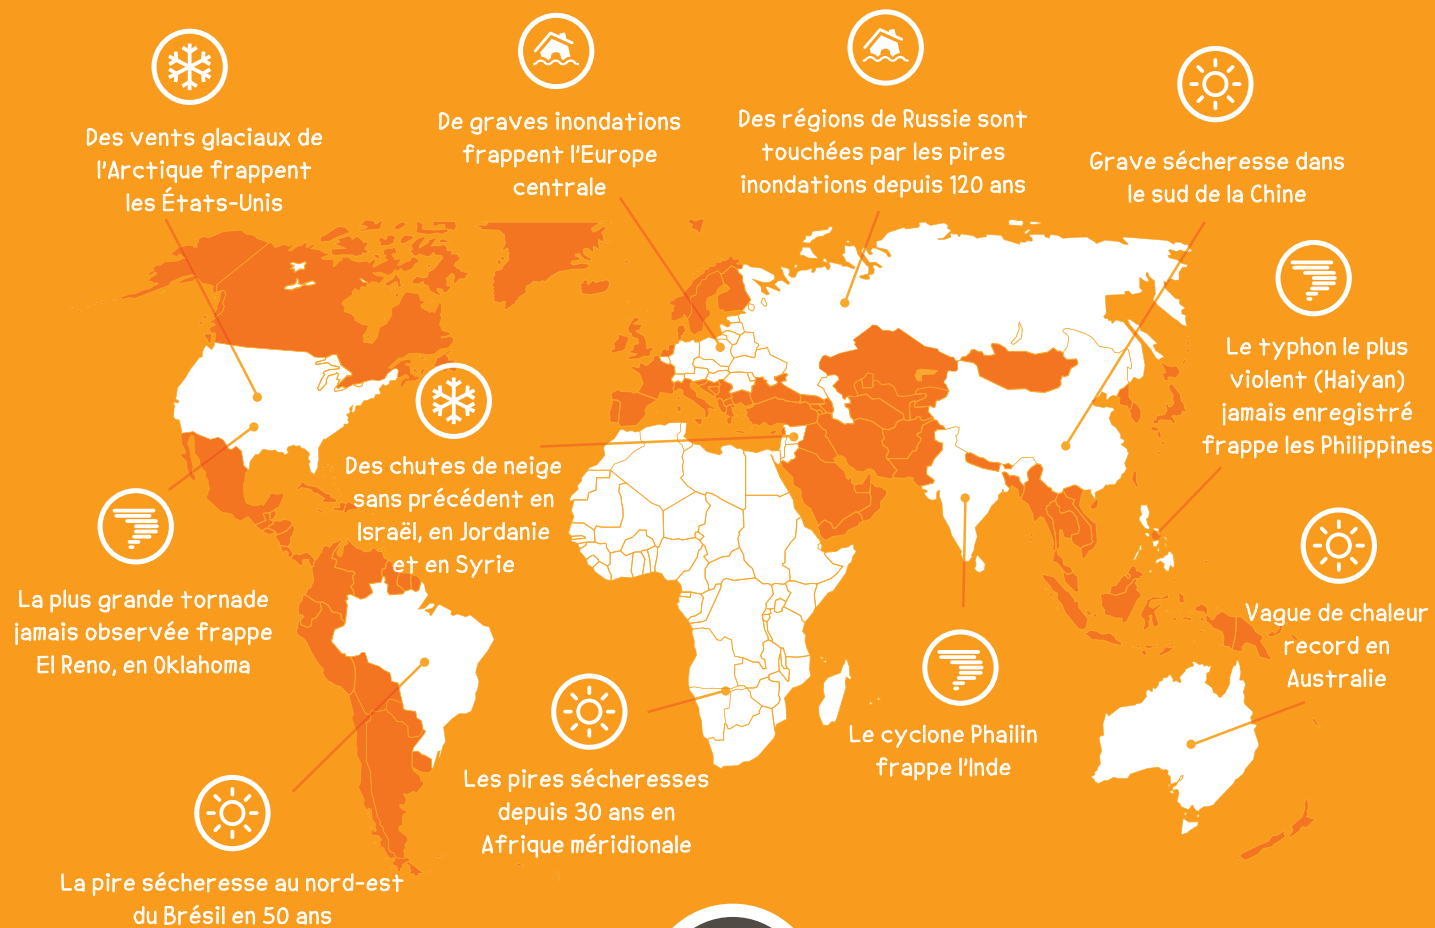 Des vents glaciaux de
l'Arctique frappent
les États-Unis
De graves inondations
frappent l'Europe
centrale
Des régions de Russie sont
touchées par les pires
inondations depuis 120 ans
Grave sécheresse dans
le sud de la Chine
Le typhon le plus
violent (Haiyan)
jamais enregistré
frappe les Philippines
Des chutes de neige
sans précédent en
Israël, en Jordanie
et en Syrie
La plus grande tornade
jamais observée frappe
El Reno, en Oklahoma
Vague de chaleur
record en
Australie
Le cyclone Phailin
frappe l'Inde
Les pires sécheresses
depuis 30 ans en
Afrique méridionale
La pire sécheresse au nord-est
du Brésil en 50 ans